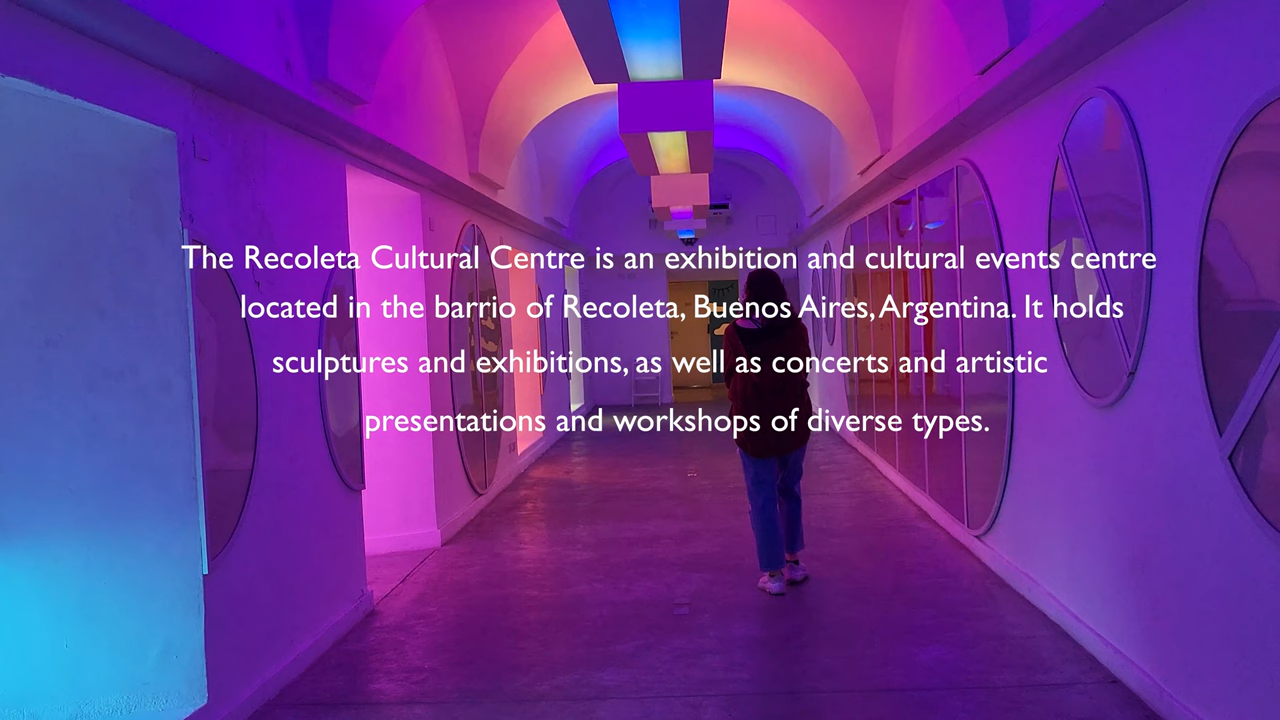 The Recoleta Cultural Centre is an exhibition and cultural events centre
located in the barrio of Recoleta, Buenos Aires, Argentina. It holds
sculptures and exhibitions, as well as concerts and artistic
presentations and workshops of diverse types.